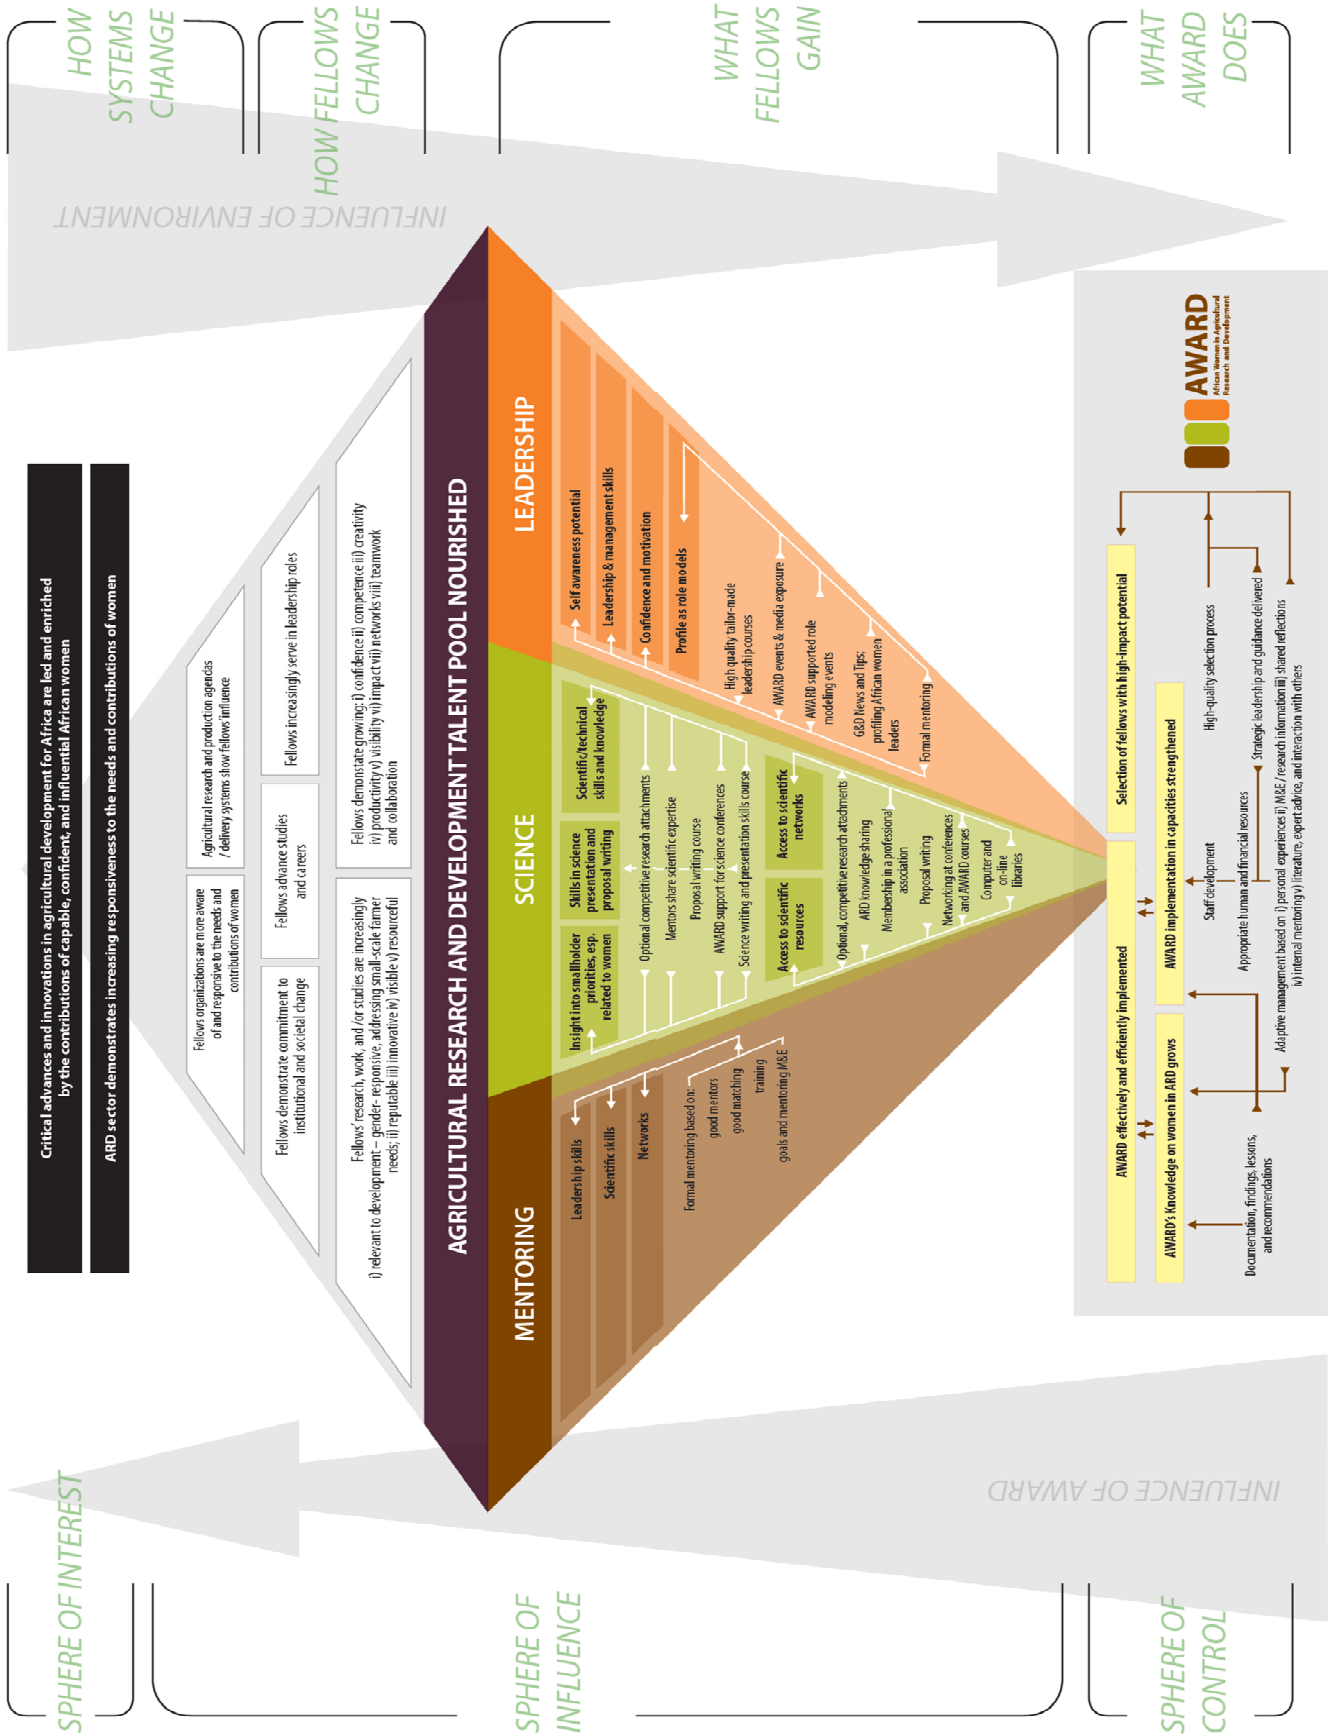 Critical advances and innovations in agricultural development for Africa are led and enriched
by the contributions of capable, confident, and influential African women
ARD sector demonstrates increasing responsiveness to the needs and contributions of women
SPHERE OF INTEREST
SPHERE OF
INFLUENCE
SPHERE OF
CONTROL
HOW
SYSTEMS
CHANGE
HOW FELLOWS
CHANGE
WHAT
FELLOWS
GAIN
WHAT
AWARD
DOES
INFLUENCE OF AWARD
INFLUENCE OF ENVIRONMENT
Fellows organizations are more aware
of and responsive to the needs and
contributions of women
Agricultural research and production agendas
/ delivery systems show fellows' influence
Fellows demonstrate commitment to
institutional and societal change
Fellows advance studies
and careers
Fellows increasingly serve in leadership roles
Fellows' research, work, and /or studies are increasingly
i) relevant to development – gender- responsive, addressing small-scale farmer
needs; ii) reputable iii) innovative iv) visible v) resourceful
Fellows demonstate growing: i) confidence ii) competence iii) creativity
iv) productivity v) visibility vi) impact vii) networks viii) teamwork
and collaboration
AGRICULTURAL RESEARCH AND DEVELOPMENT TALENT POOL NOURISHED
MENTORING
SCIENCE
LEADERSHIP
Leadership skills
Scientific skills
Networks
Formal mentoring based on:
good mentors
good matching
training
goals and mentoring M&E
Insight into smallholder
priorities, esp.
related to women
Skills in science
presentation and
proposal writing
Scientific/technical
skills and knowledge
Optional competitive research attachments
Mentors share scientific expertise
Proposal writing course
AWARD support for science conferences
Science writing and presentation skills course
Access to scientific
resources
Access to scientific
networks
Optional, competitive research attachments
ARD knowledge sharing
Membership in a professional
association
Proposal writing
Networking at conferences
and AWARD courses
Computer and
on-line
libraries
Self awareness potential
Leadership & management skills
Confidence and motivation
Profile as role models
High quality tailor-made
leadership courses
AWARD events & media exposure
AWARD supported role
modeling events
G&D News and Tips;
profiling African women
leaders
Formal mentoring
AWARD effectively and efficiently implemented
Selection of fellows with high-impact potential
AWARD's Knowledge on women in ARD grows
AWARD implementation in capacities strengthened
Staff development
High-quality selection process
Appropriate human and financial resources
Documentation, findings, lessons,
and recommendations
Strategic leadership and guidance delivered
Adaptive management based on i) personal experiences ii) M&E / research information iii) shared reflections
iv) internal mentoring v) literature, expert advice, and interaction with others
AWARD
African Women in Agricultural
Research and Development